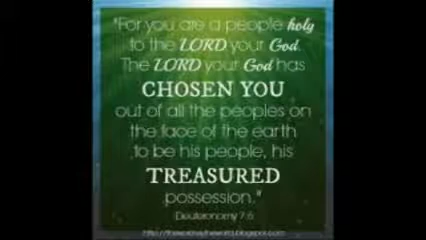 "For you are a people holy
to the LORD your God.
The LORD your God has
CHOSEN YOU
out of all the peoples on
the face of the earth
to be his people, his
TREASURED
possession."
Deuteronomy 7:6